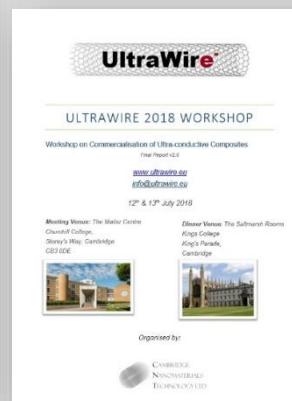 UltraWire
ULTRAWIRE 2018 WORKSHOP
Workshop on Commercialisation of Ultra-conductive Composites
Final Report v2.0
www.ultrawire.eu
info@ultrawire.eu
12th & 13th July 2018
Meeting Venue: The Møller Centre
Churchill College,
Storey's Way, Cambridge
CB3 0DE
Dinner Venue: The Saltmarsh Rooms
Kings College
King's Parade,
Cambridge
Organised by:
CAMBRIDGE
NANOMATERIALS
TECHNOLOGY LTD